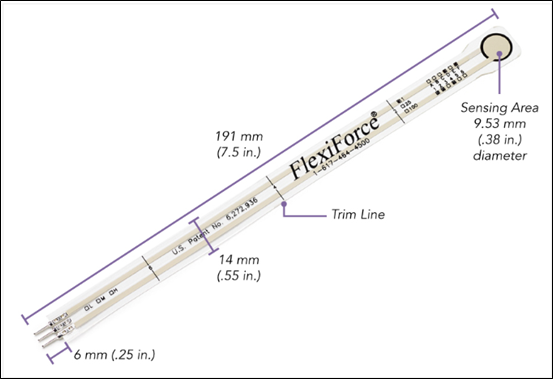 191 mm
(7.5 in.)
Sensing Area
9.53 mm
(.38 in.)
diameter
FlexiForce®
1-617-464-4500
Trim Line
U.S. Patent No. 6,272,936
14 mm
(.55 in.)
□L □M □H
6 mm (.25 in.)